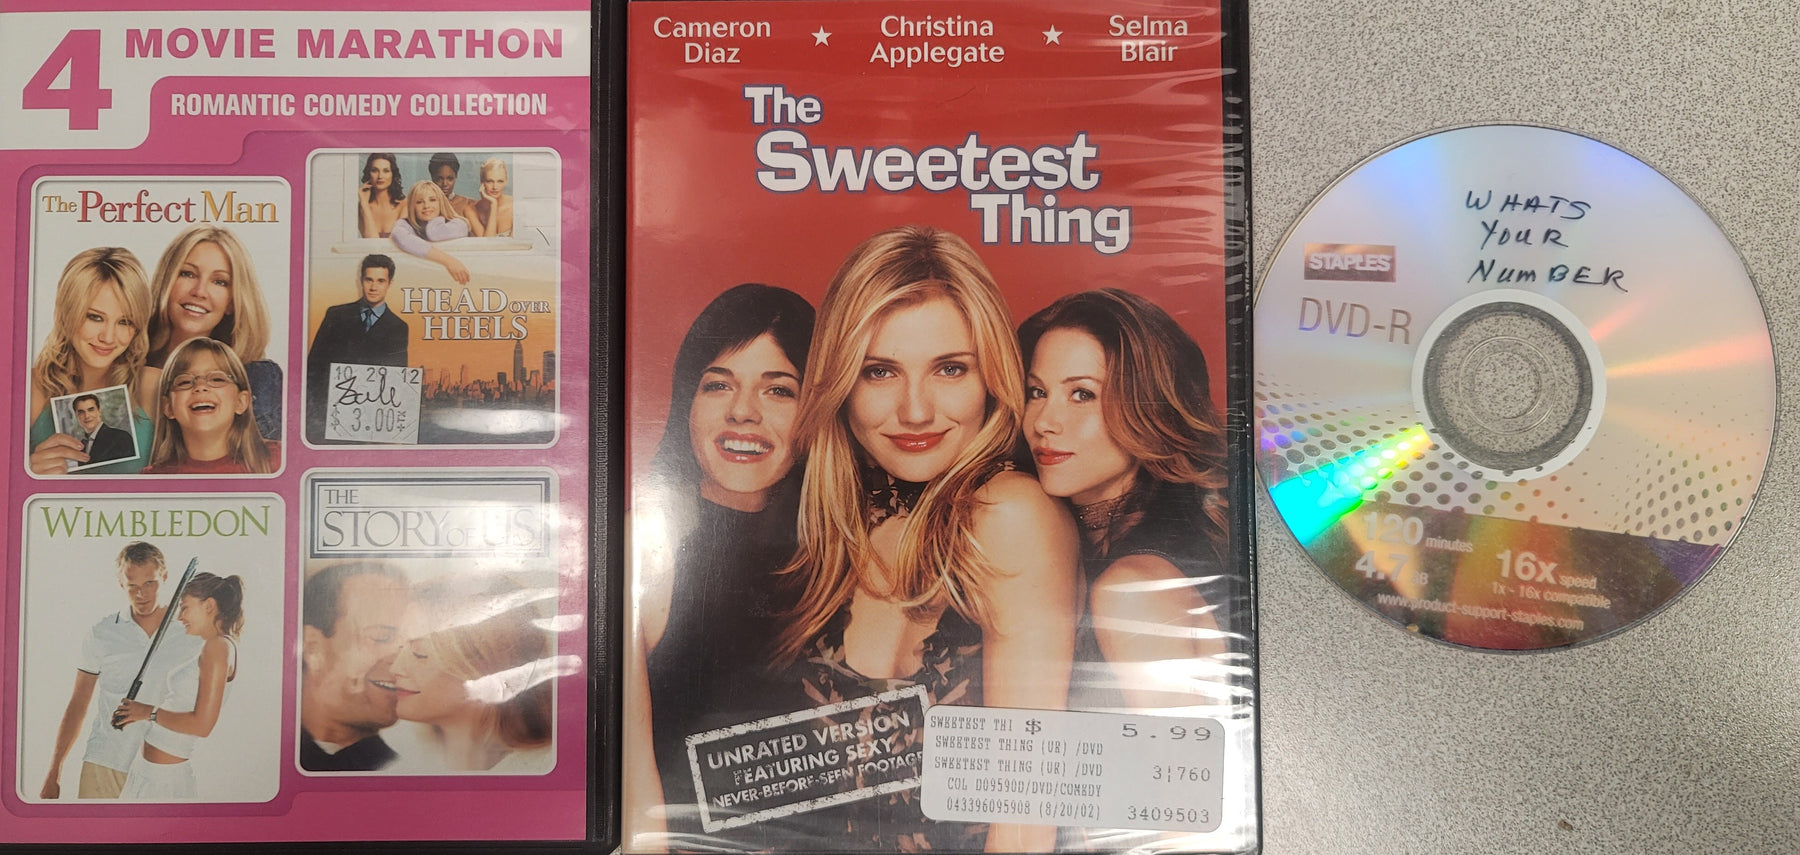 4
MOVIE MARATHON
ROMANTIC COMEDY COLLECTION
The Perfect Man
HEAD OVER
HEELS
10 29 12
Sale
$ 3.00
WIMBLEDON
THE
STORY OF US
Cameron
Diaz
Christina
Applegate
Selma
Blair
The
Sweetest
Thing
UNRATED VERSION
FEATURING SEXY
NEVER-BEFORE-SEEN FOOTAGE
SWEETEST THI $ 5.99
SWEETEST THING (UR) /DVD
SWEETEST THING (UR) /DVD 3¦760
COL D09590D/DVD/COMEDY
043396095908 (8/20/02) 3409503
WHATS
YOUR
NUMBER
STAPLES
DVD-R
120 minutes
4.7GB
16x speed
1x - 16x compatible
www.product-support-staples.com